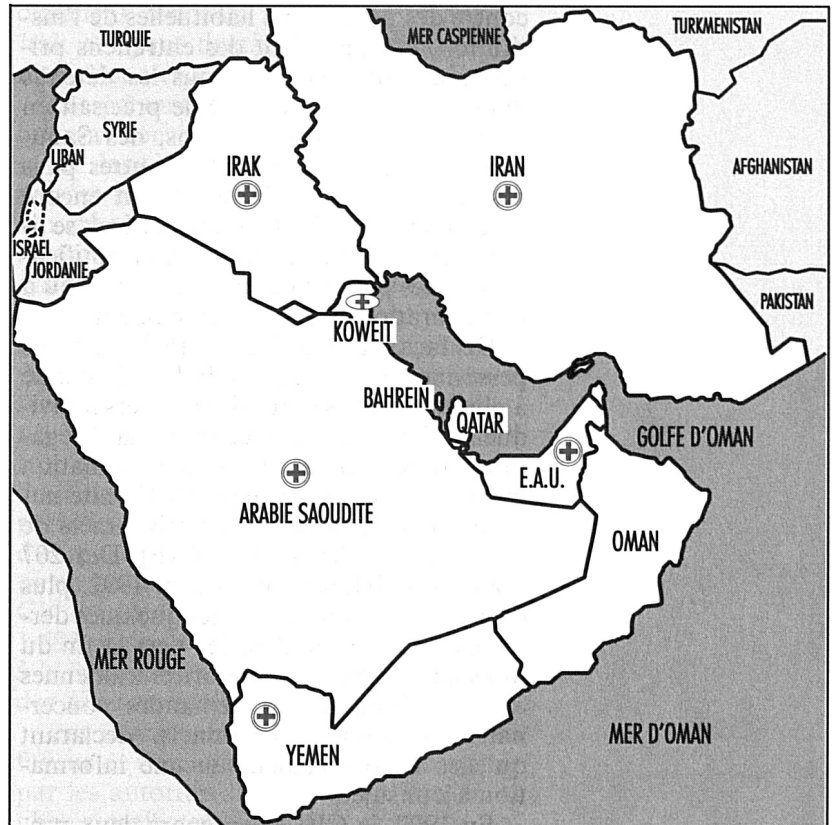 TURQUIE
MER CASPIENNE
TURKMENISTAN
SYRIE
LIBAN
IRAK
IRAN
AFGHANISTAN
ISRAEL
JORDANIE
PAKISTAN
KOWEIT
BAHREIN
QATAR
GOLFE D'OMAN
E.A.U.
ARABIE SAOUDITE
OMAN
MER ROUGE
YEMEN
MER D'OMAN